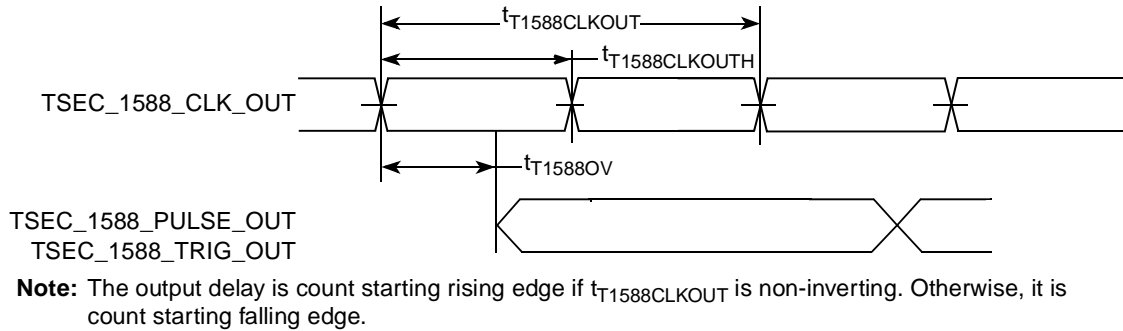 tT1588CLKOUT
tT1588CLKOUTH
TSEC_1588_CLK_OUT
tT1588OV
TSEC_1588_PULSE_OUT
TSEC_1588_TRIG_OUT
Note: The output delay is count starting rising edge if tT1588CLKOUT is non-inverting. Otherwise, it is
count starting falling edge.